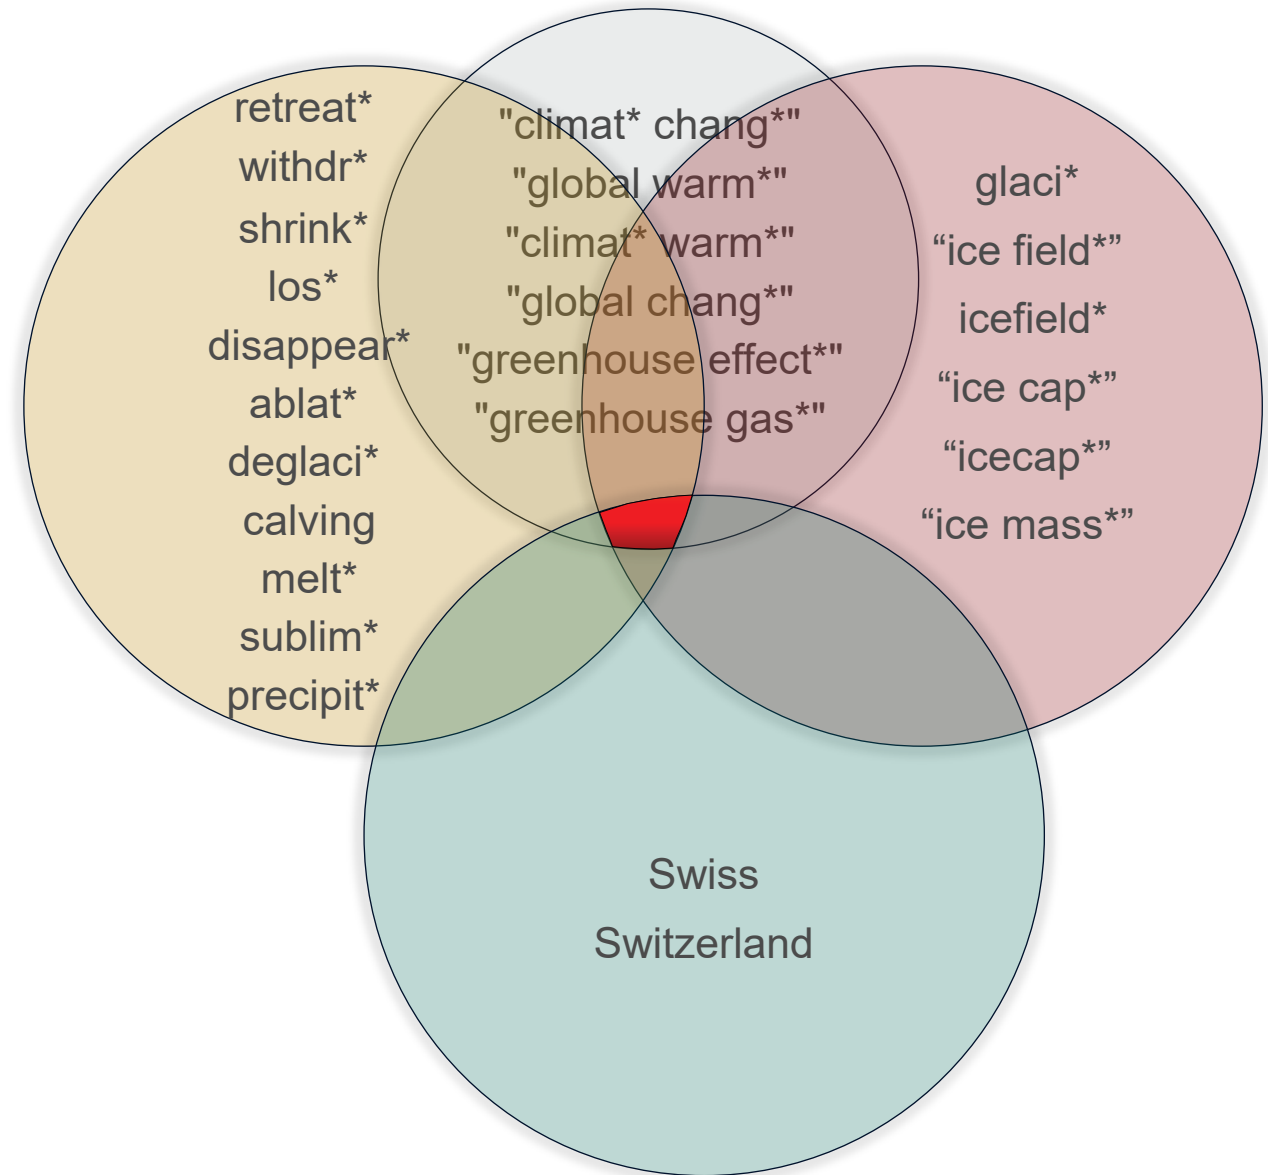 retreat*
withdr*
shrink*
los*
disappear*
ablat*
deglaci*
calving
melt*
sublim*
precipit*
"climat* chang*"
"global warm*"
"climat* warm*"
"global chang*"
"greenhouse effect*"
"greenhouse gas*"
glaci*
“ice field*”
icefield*
“ice cap*”
“icecap*”
“ice mass*”
Swiss
Switzerland